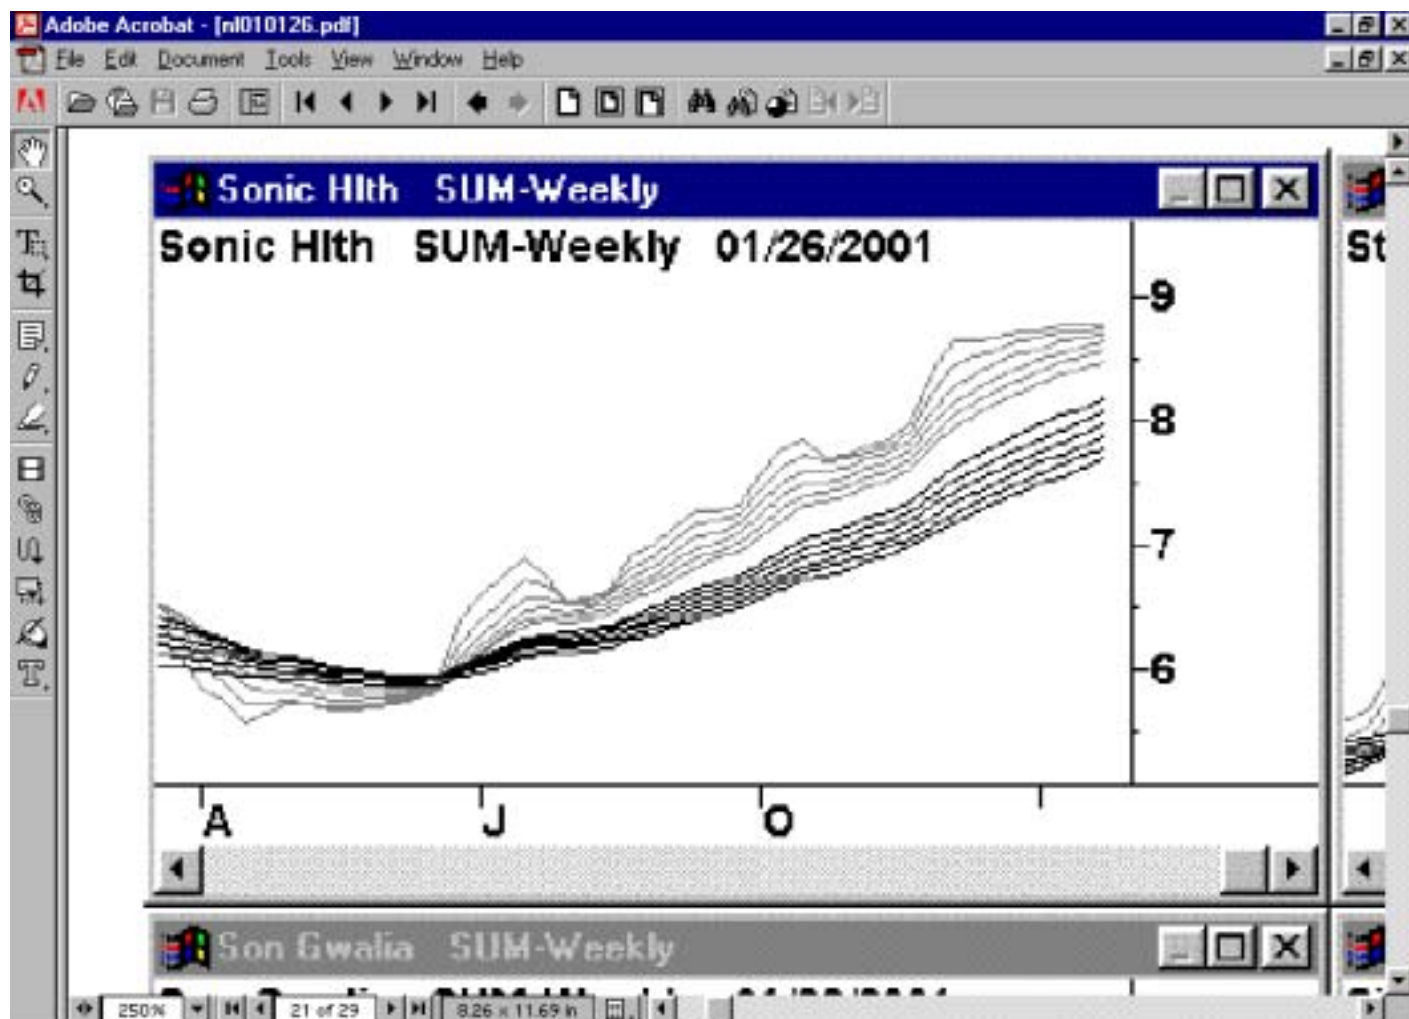 Adobe Acrobat - [nl010126.pdf]
File Edit Document Tools View Window Help
Sonic Hlth SUM-Weekly
Sonic Hlth SUM-Weekly 01/26/2001
St
9
8
7
6
A J O
Son Gwalia SUM-Weekly
250% 21 of 29 8.26 x 11.69 in